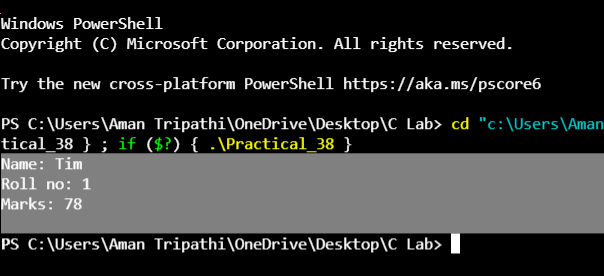 Windows PowerShell
Copyright (C) Microsoft Corporation. All rights reserved.
Try the new cross-platform PowerShell https://aka.ms/pscore6
PS C:\Users\Aman Tripathi\OneDrive\Desktop\C Lab> cd "c:\Users\Aman
tical_38 } ; if ($?) { .\Practical_38 }
Name: Tim
Roll no: 1
Marks: 78
PS C:\Users\Aman Tripathi\OneDrive\Desktop\C Lab>